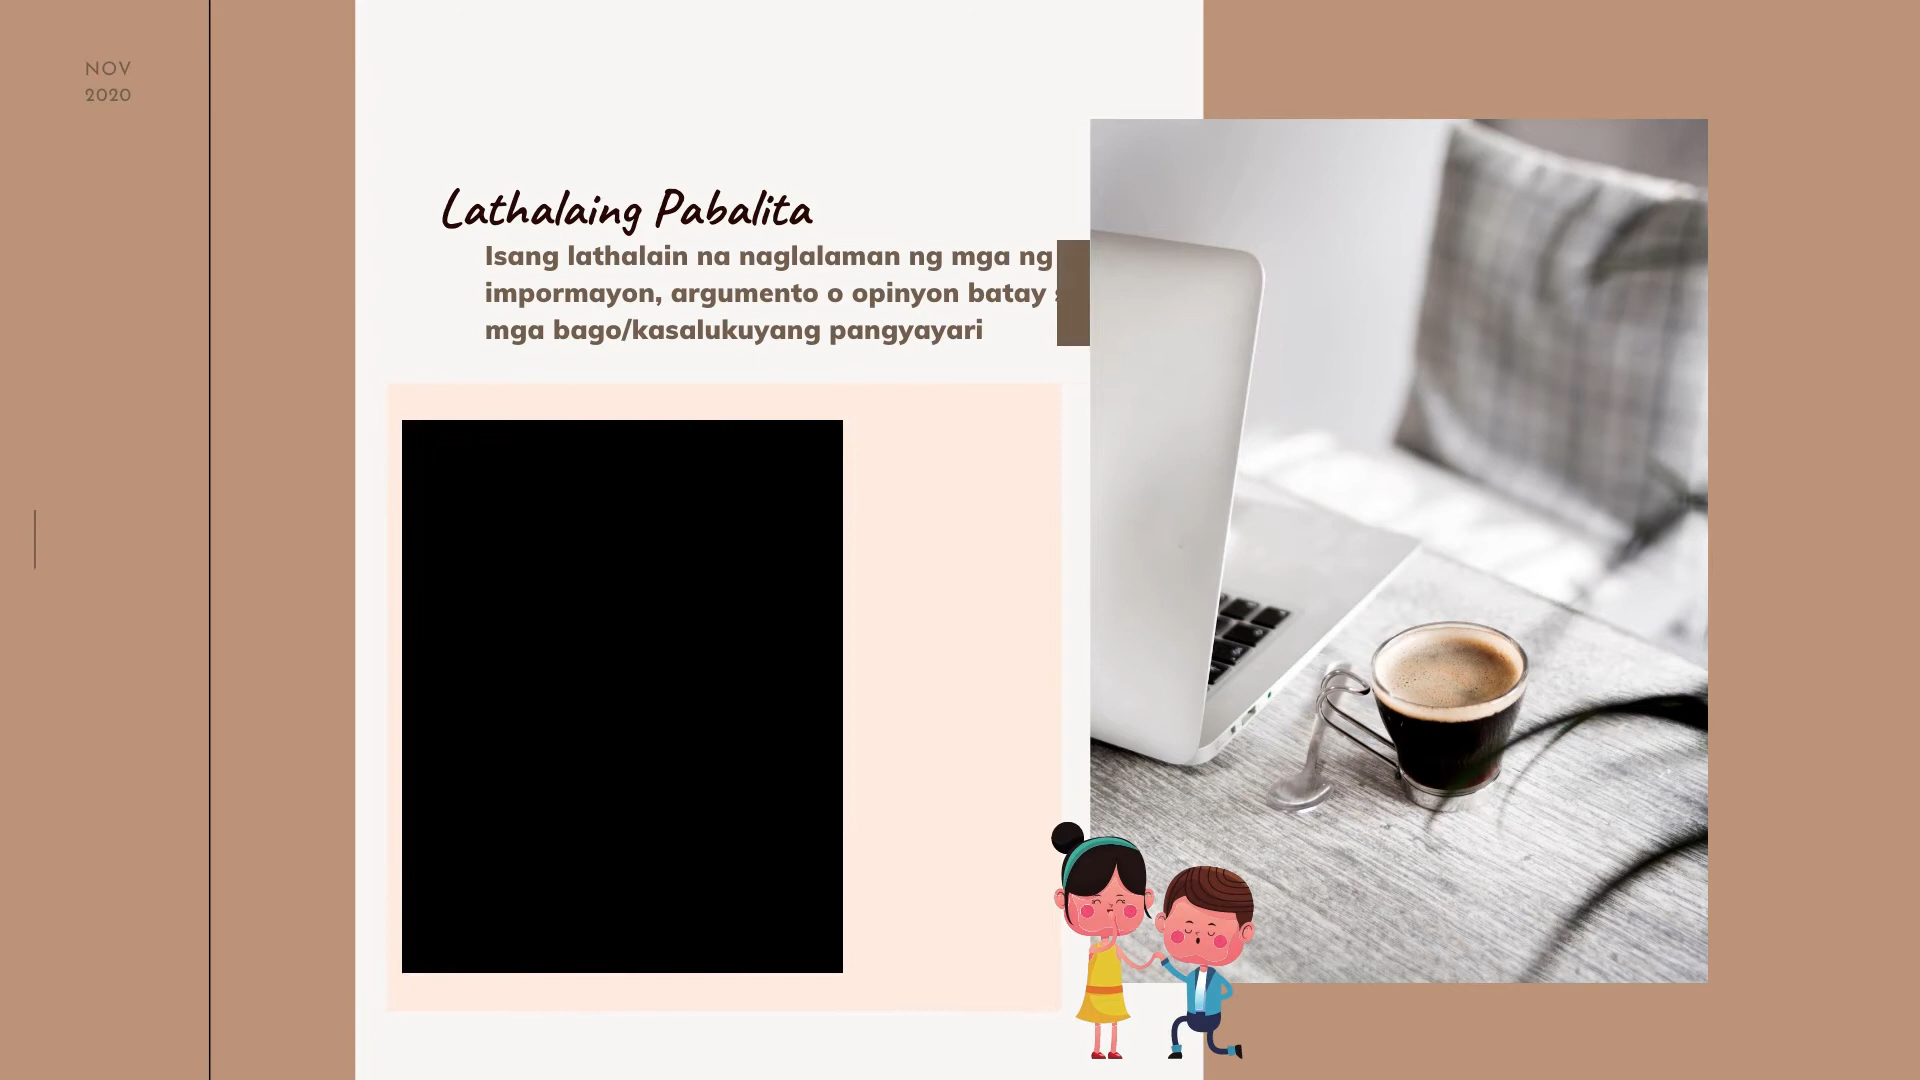 NOV
2020
Lathalaing Pabalita
Isang lathalain na naglalaman ng mga ng
impormayon, argumento o opinyon batay
mga bago/kasalukuyang pangyayari